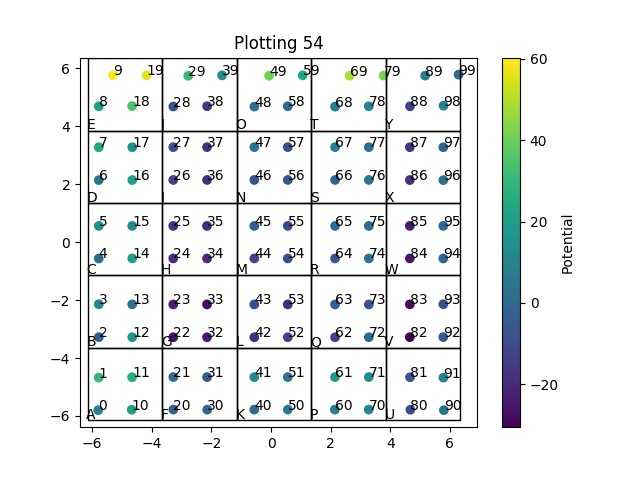 Plotting 54
9 19 29 39 49 59 69 79 89 99
8 18 28 38 48 58 68 78 88 98
E J O T Y
7 17 27 37 47 57 67 77 87 97
6 16 26 36 46 56 66 76 86 96
D I N S X
5 15 25 35 45 55 65 75 85 95
4 14 24 34 44 54 64 74 84 94
C H M R W
3 13 23 33 43 53 63 73 83 93
2 12 22 32 42 52 62 72 82 92
B G L Q V
1 11 21 31 41 51 61 71 81 91
0 10 20 30 40 50 60 70 80 90
A F K P U
6
4
2
0
−2
−4
−6
−6 −4 −2 0 2 4 6
60
40
20
0
−20
Potential